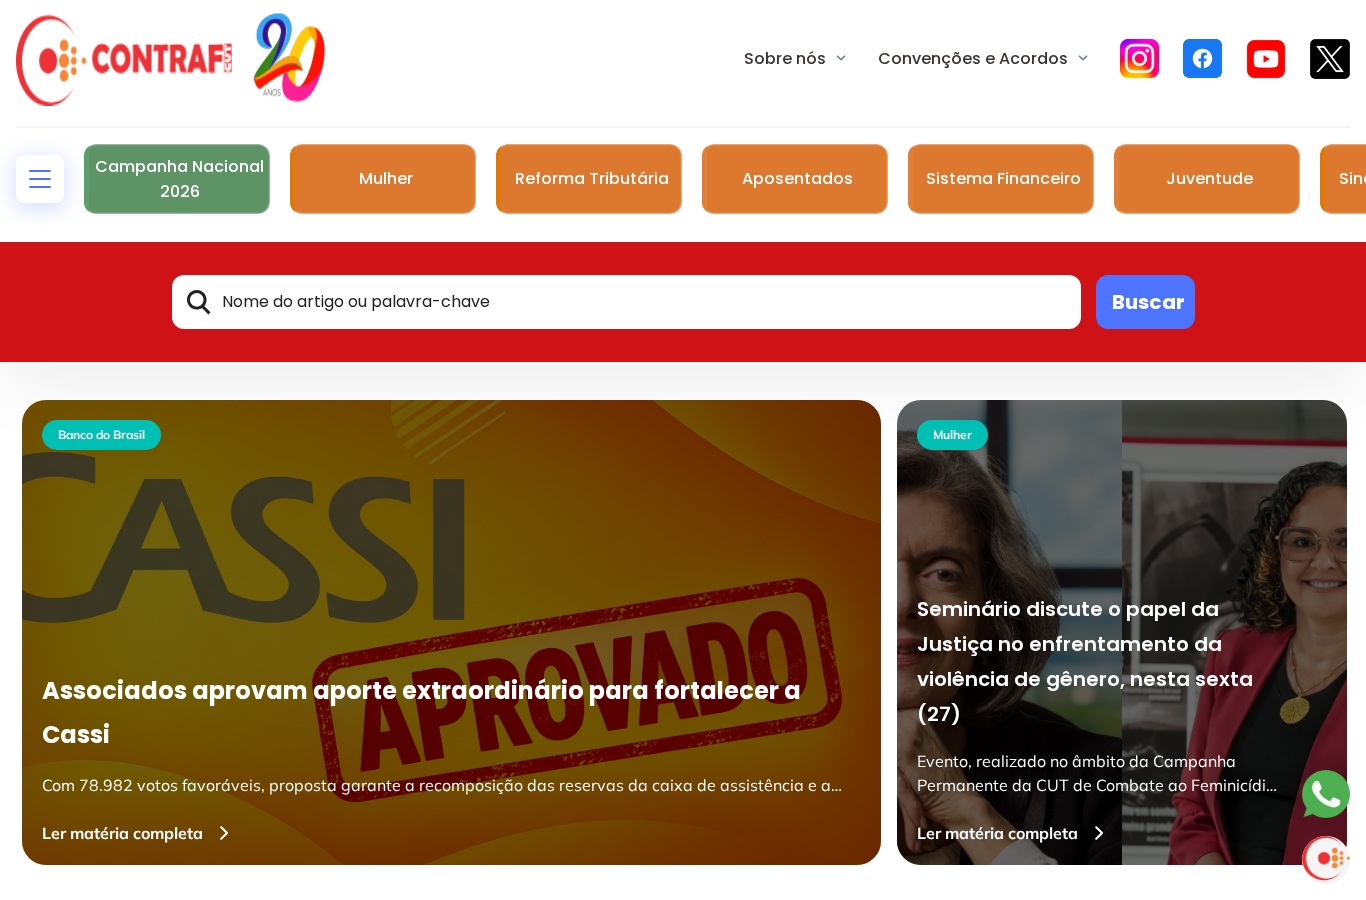 CONTRAF CUT
20 ANOS
Sobre nós
Convenções e Acordos
Campanha Nacional
2026
Mulher
Reforma Tributária
Aposentados
Sistema Financeiro
Juventude
Nome do artigo ou palavra-chave
Buscar
Banco do Brasil
CASSI
APROVADO
Associados aprovam aporte extraordinário para fortalecer a
Cassi
Com 78.982 votos favoráveis, proposta garante a recomposição das reservas da caixa de assistência e a...
Ler matéria completa
Mulher
Seminário discute o papel da
Justiça no enfrentamento da
violência de gênero, nesta sexta
(27)
Evento, realizado no âmbito da Campanha
Permanente da CUT de Combate ao Feminicídi...
Ler matéria completa